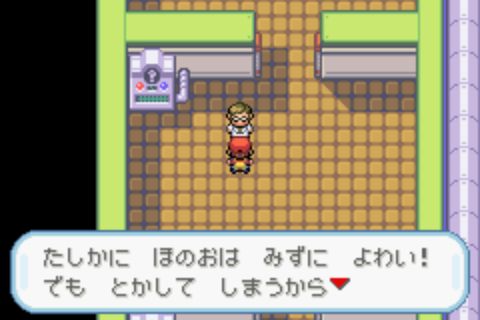 たしかに　ほのおは　みずに　よわい！
でも　とかして　しまうから